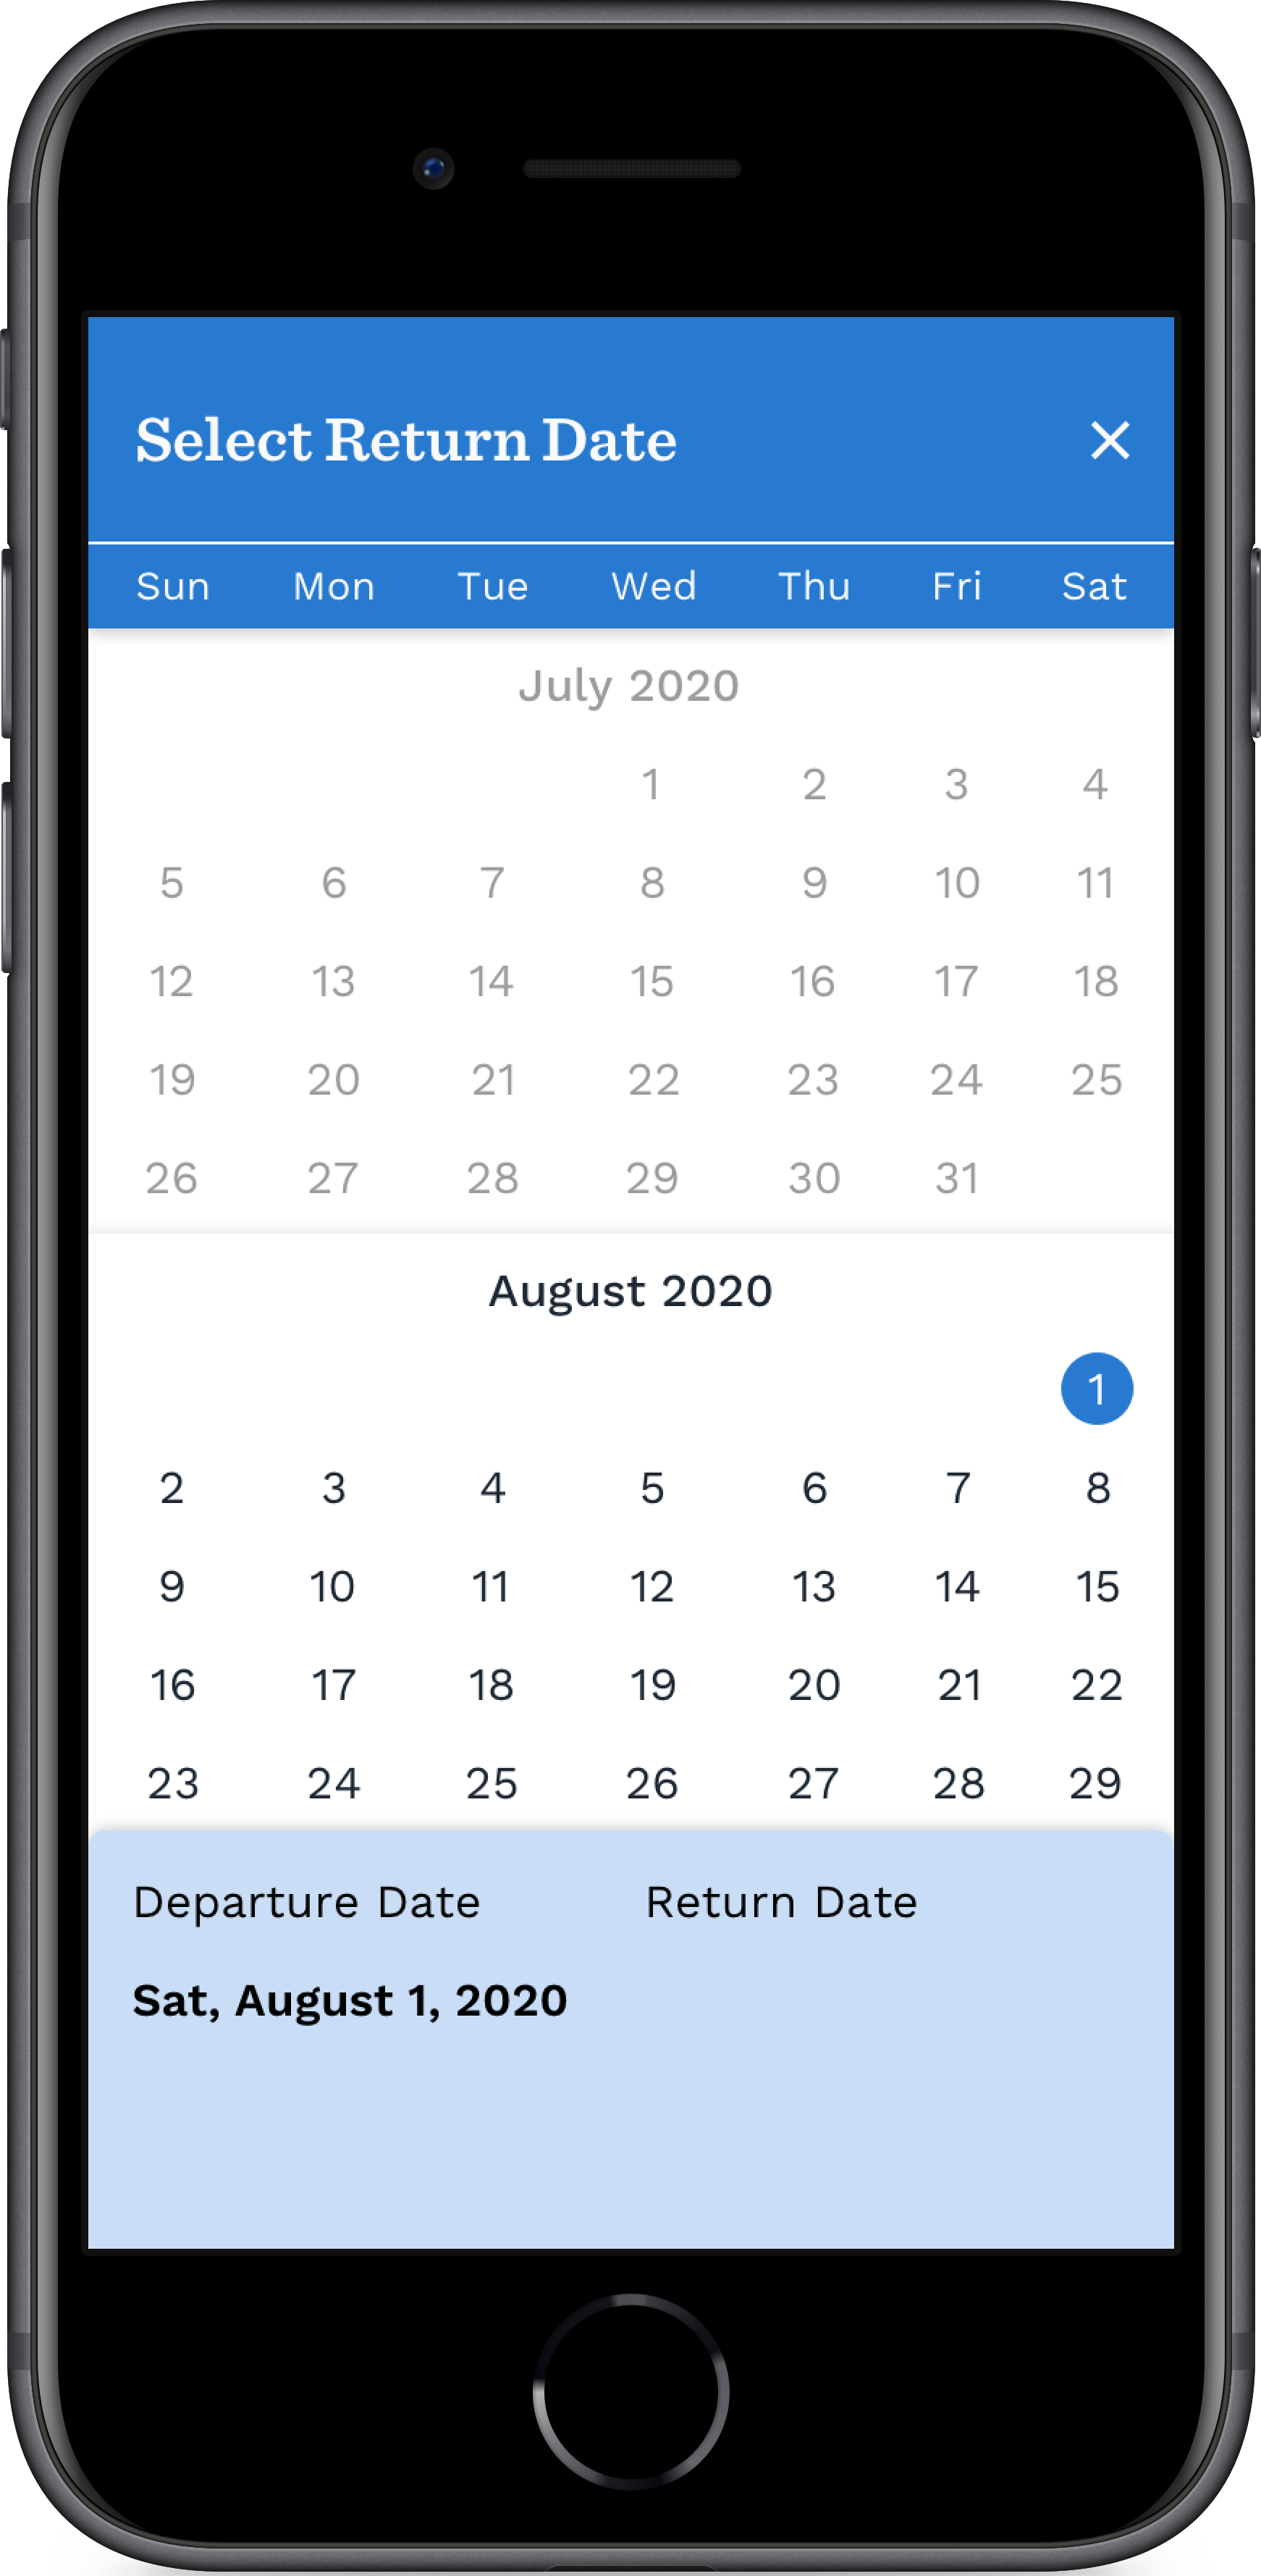 Select Return Date ×
Sun Mon Tue Wed Thu Fri Sat
July 2020
1 2 3 4
5 6 7 8 9 10 11
12 13 14 15 16 17 18
19 20 21 22 23 24 25
26 27 28 29 30 31
August 2020
1
2 3 4 5 6 7 8
9 10 11 12 13 14 15
16 17 18 19 20 21 22
23 24 25 26 27 28 29
Departure Date Return Date
Sat, August 1, 2020